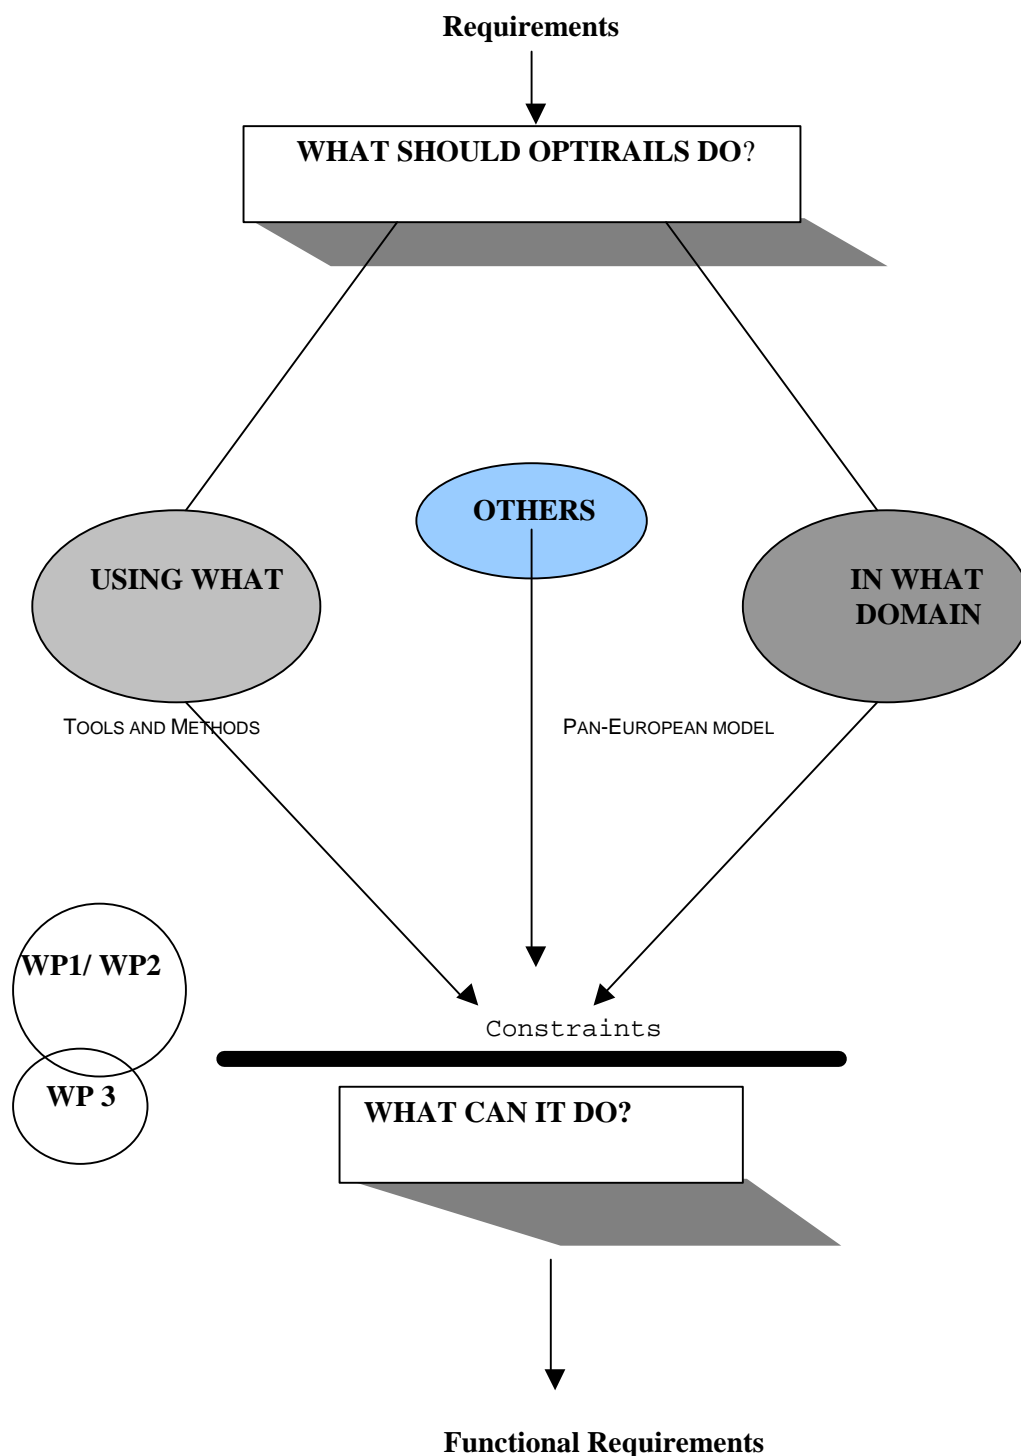 Requirements
WHAT SHOULD OPTIRAILS DO?
OTHERS
USING WHAT
IN WHAT
DOMAIN
TOOLS AND METHODS
PAN-EUROPEAN MODEL
WP1/ WP2
Constraints
WP 3
WHAT CAN IT DO?
Functional Requirements